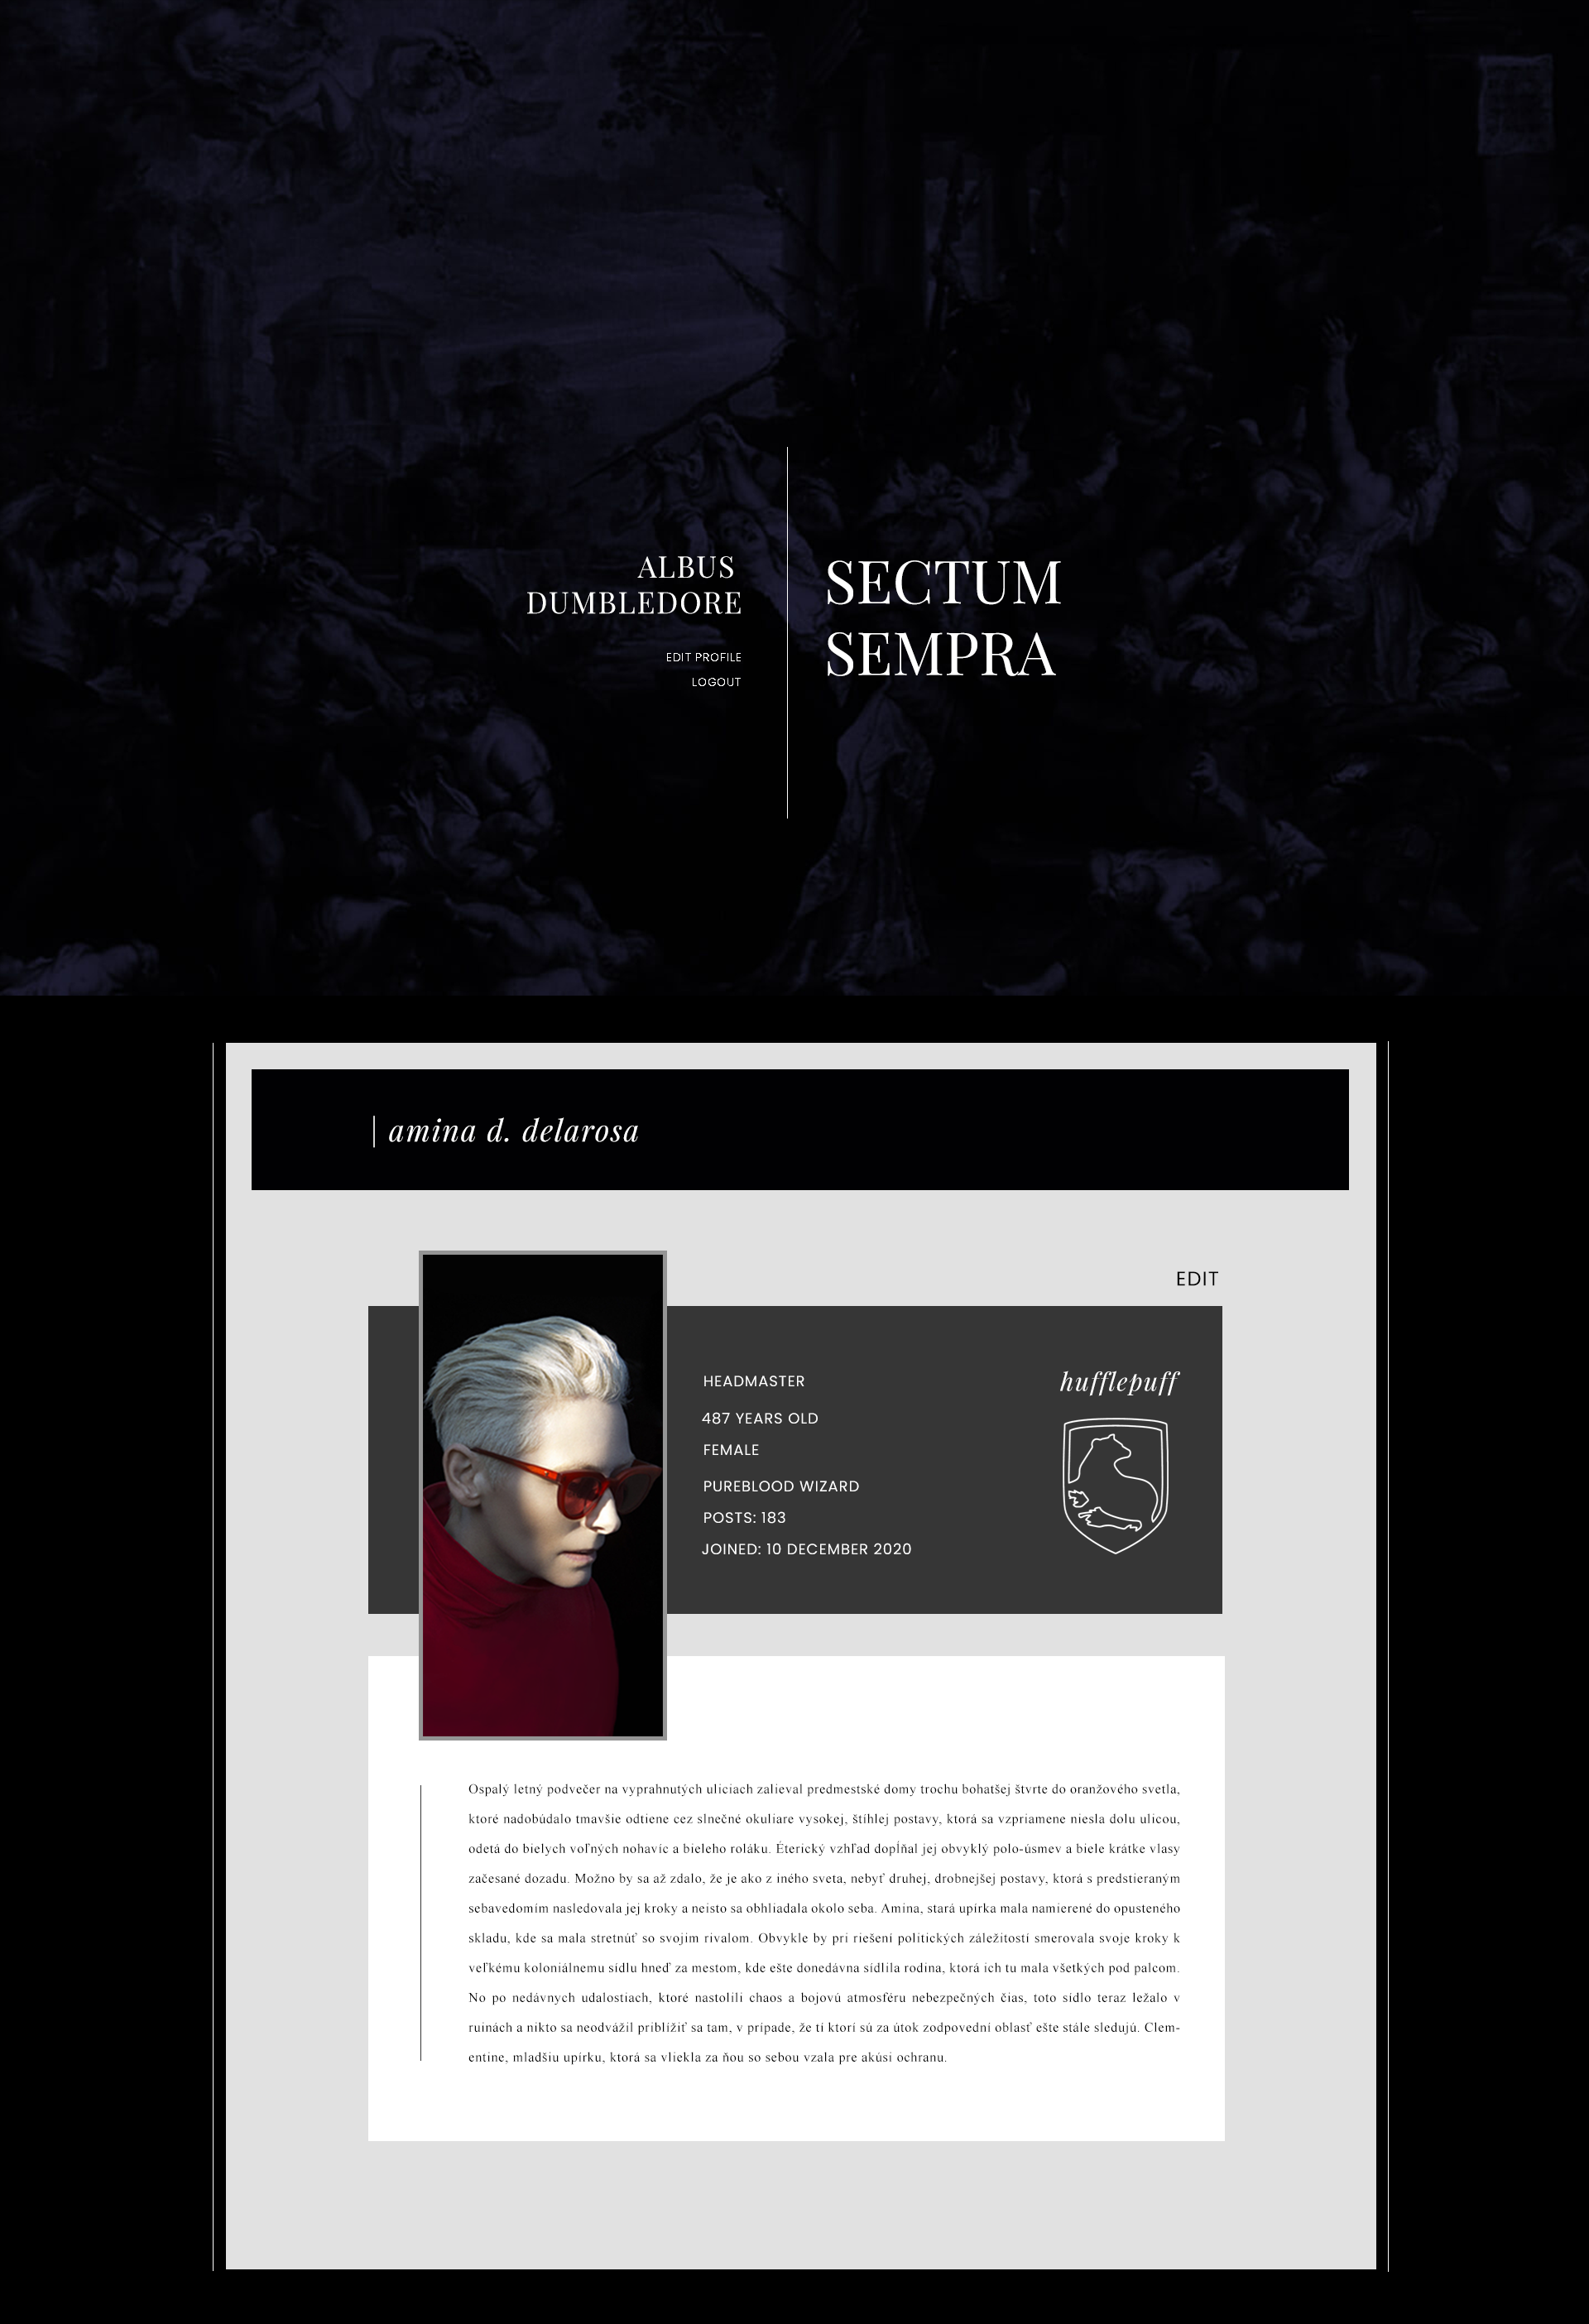 ALBUS
DUMBLEDORE
EDIT PROFILE
LOGOUT
SECTUM
SEMPRA
amina d. delarosa
EDIT
HEADMASTER
487 YEARS OLD
FEMALE
PUREBLOOD WIZARD
POSTS: 183
JOINED: 10 DECEMBER 2020
hufflepuff
Ospalý letný podvečer na vyprahnutých uliciach zalieval predmestské domy trochu bohatšej štvrte do oranžového svetla,
ktoré nadobúdalo tmavšie odtiene cez slnečné okuliare vysokej, štíhlej postavy, ktorá sa vzpriamene niesla dolu ulicou,
odetá do bielych voľných nohavíc a bieleho roláku. Éterický vzhľad dopĺňal jej obvyklý polo-úsmev a biele krátke vlasy
začesané dozadu. Možno by sa až zdalo, že je ako z iného sveta, nebyť druhej, drobnejšej postavy, ktorá s predstieraným
sebavedomím nasledovala jej kroky a neisto sa obhliadala okolo seba. Amina, stará upírka mala namierené do opusteného
skladu, kde sa mala stretnúť so svojim rivalom. Obvykle by pri riešení politických záležitostí smerovala svoje kroky k
veľkému koloniálnemu sídlu hneď za mestom, kde ešte donedávna sídlila rodina, ktorá ich tu mala všetkých pod palcom.
No po nedávnych udalostiach, ktoré nastolili chaos a bojovú atmosféru nebezpečných čias, toto sídlo teraz ležalo v
ruinách a nikto sa neodvážil priblížiť sa tam, v prípade, že tí ktorí sú za útok zodpovední oblasť ešte stále sledujú. Clem-
entine, mladšiu upírku, ktorá sa vliekla za ňou so sebou vzala pre akúsi ochranu.